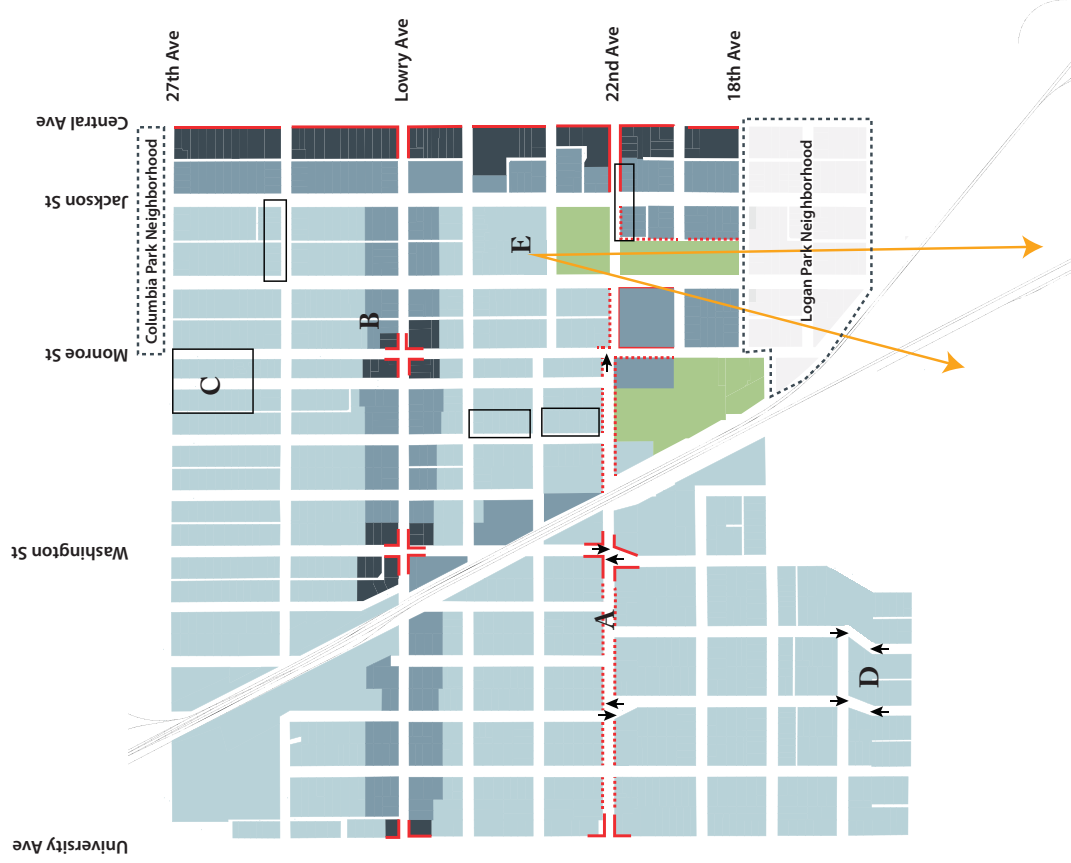 27th Ave
Lowry Ave
22nd Ave
18th Ave
Central Ave
Columbia Park Neighborhood
Jackson St
Logan Park Neighborhood
E
B
Monroe St
C
Washington St
A
D
University Ave